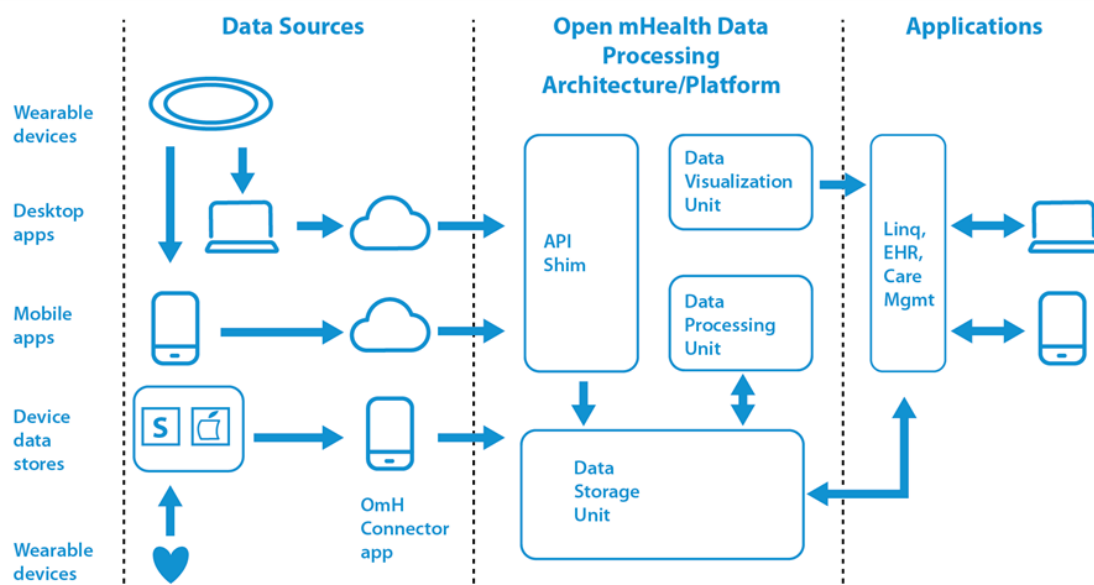 Data Sources
Open mHealth Data
Processing
Architecture/Platform
Applications
Wearable
devices
Desktop
apps
Mobile
apps
Device
data
stores
Wearable
devices
S
OmH
Connector
app
API
Shim
Data
Visualization
Unit
Data
Processing
Unit
Data
Storage
Unit
Linq,
EHR,
Care
Mgmt